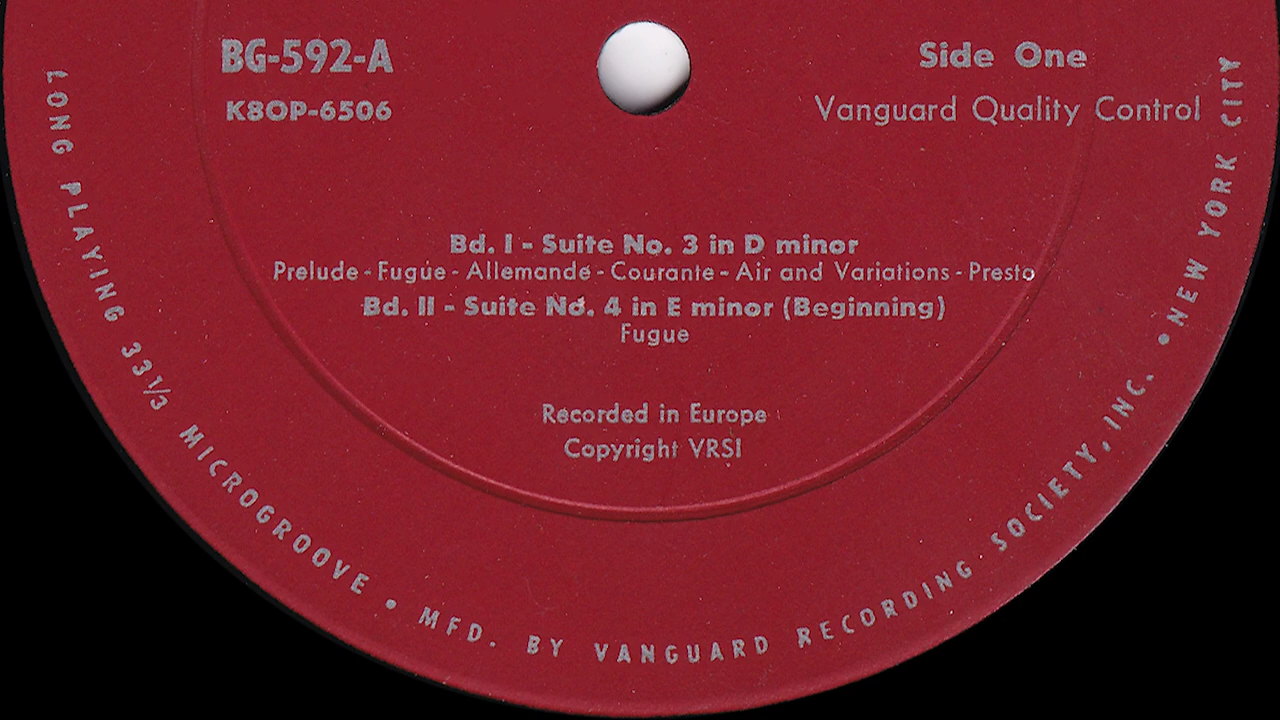 BG-592-A
K8OP-6506
Side One
Vanguard Quality Control
Bd. I - Suite No. 3 in D minor
Prelude - Fugue - Allemande - Courante - Air and Variations - Presto
Bd. II - Suite No. 4 in E minor (Beginning)
Fugue
Recorded in Europe
Copyright VRSI
LONG PLAYING 33⅓ MICROGROOVE • MFD. BY VANGUARD RECORDING SOCIETY, INC. • NEW YORK CITY